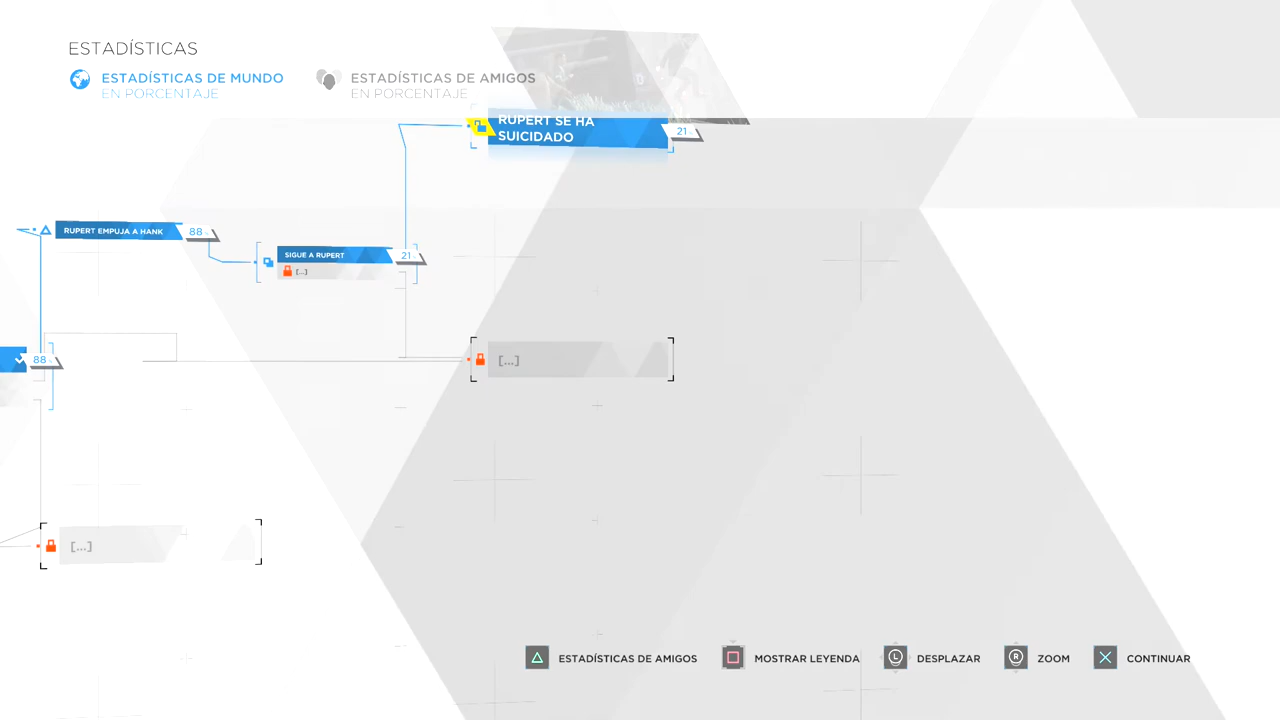 ESTADÍSTICAS
ESTADÍSTICAS DE MUNDO
EN PORCENTAJE
ESTADÍSTICAS DE AMIGOS
EN PORCENTAJE
RUPERT SE HA
SUICIDADO
21%
RUPERT EMPUJA A HANK
88%
SIGUE A RUPERT
21%
[...]
88%
[...]
[...]
ESTADÍSTICAS DE AMIGOS
MOSTRAR LEYENDA
L
DESPLAZAR
R
ZOOM
CONTINUAR